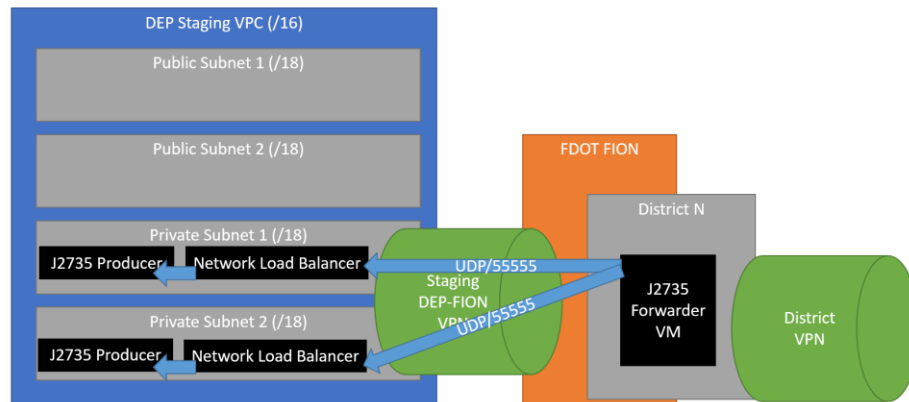 DEP Staging VPC (/16)
Public Subnet 1 (/18)
Public Subnet 2 (/18)
Private Subnet 1 (/18)
J2735 Producer
Network Load Balancer
Private Subnet 2 (/18)
J2735 Producer
Network Load Balancer
Staging
DEP-FION
VPN
UDP/55555
UDP/55555
FDOT FION
District N
J2735
Forwarder
VM
District
VPN